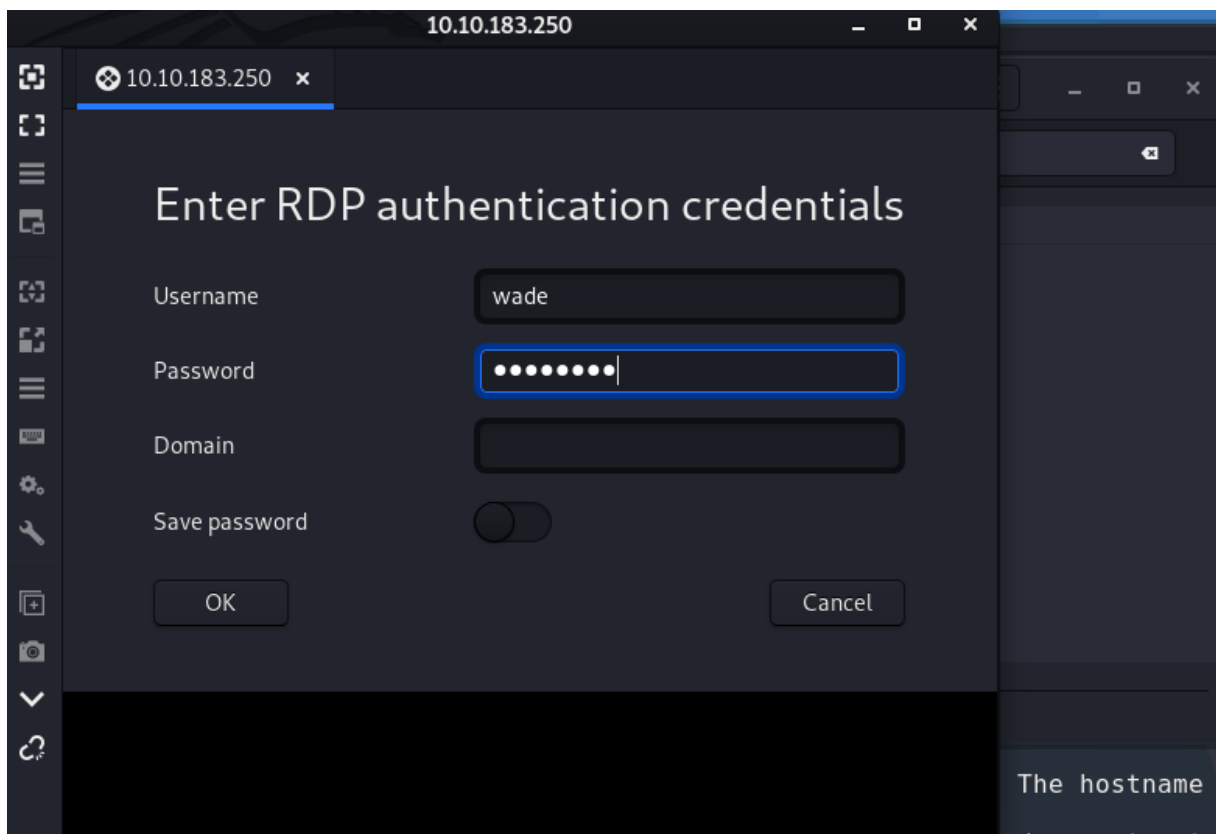 10.10.183.250
10.10.183.250
Enter RDP authentication credentials
Username wade
Password ●●●●●●●●
Domain
Save password
OK Cancel
The hostname